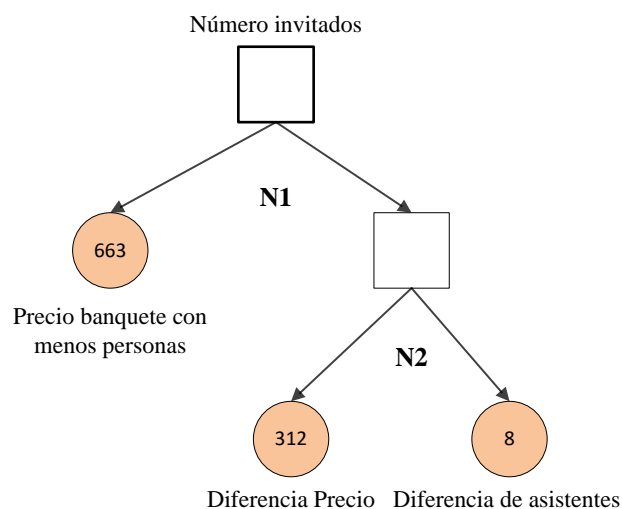 Número invitados
N1
663
Precio banquete con
menos personas
N2
312
8
Diferencia Precio
Diferencia de asistentes